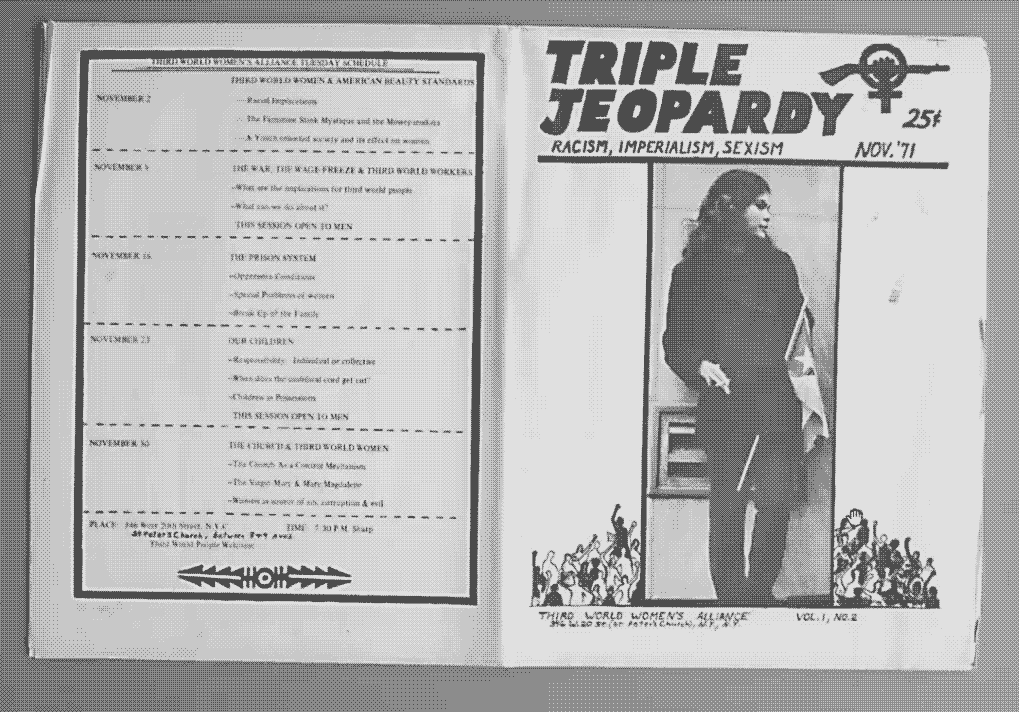 THIRD WORLD WOMEN'S ALLIANCE TUESDAY SCHEDULE
THIRD WORLD WOMEN & AMERICAN BEAUTY STANDARDS
NOVEMBER 2
—Racial Implications
The Feminine Stink Mystique and the Money-makers
A Youth oriented society and its effect on women
NOVEMBER 9 THE WAR, THE WAGE-FREEZE & THIRD WORLD WORKERS
—What are the implications for third world people
—What can we do about it?
THIS SESSION OPEN TO MEN
NOVEMBER 16 THE PRISON SYSTEM
—Oppressive Conditions
—Special Problems of women
—Break Up of the Family
NOVEMBER 23 OUR CHILDREN
—Responsibility: Individual or collective
—When does the umbilical cord get cut?
—Children as Possessions
THIS SESSION OPEN TO MEN
NOVEMBER 30 THE CHURCH & THIRD WORLD WOMEN
—The Church As a Control Mechanism
—The Virgin Mary & Mary Magdalene
—Women as source of sin, corruption & evil
PLACE: 346 West 20th Street, N.Y.C. TIME: 7:30 P.M. Sharp
St Peter's Church, between 8+9 Aves.
Third World People Welcome
TRIPLE
JEOPARDY
25¢
RACISM, IMPERIALISM, SEXISM NOV. '71
THIRD WORLD WOMEN'S ALLIANCE VOL. 1, NO. 2
346 W. 20 St. (St. Peter's Church), N.Y., N.Y.